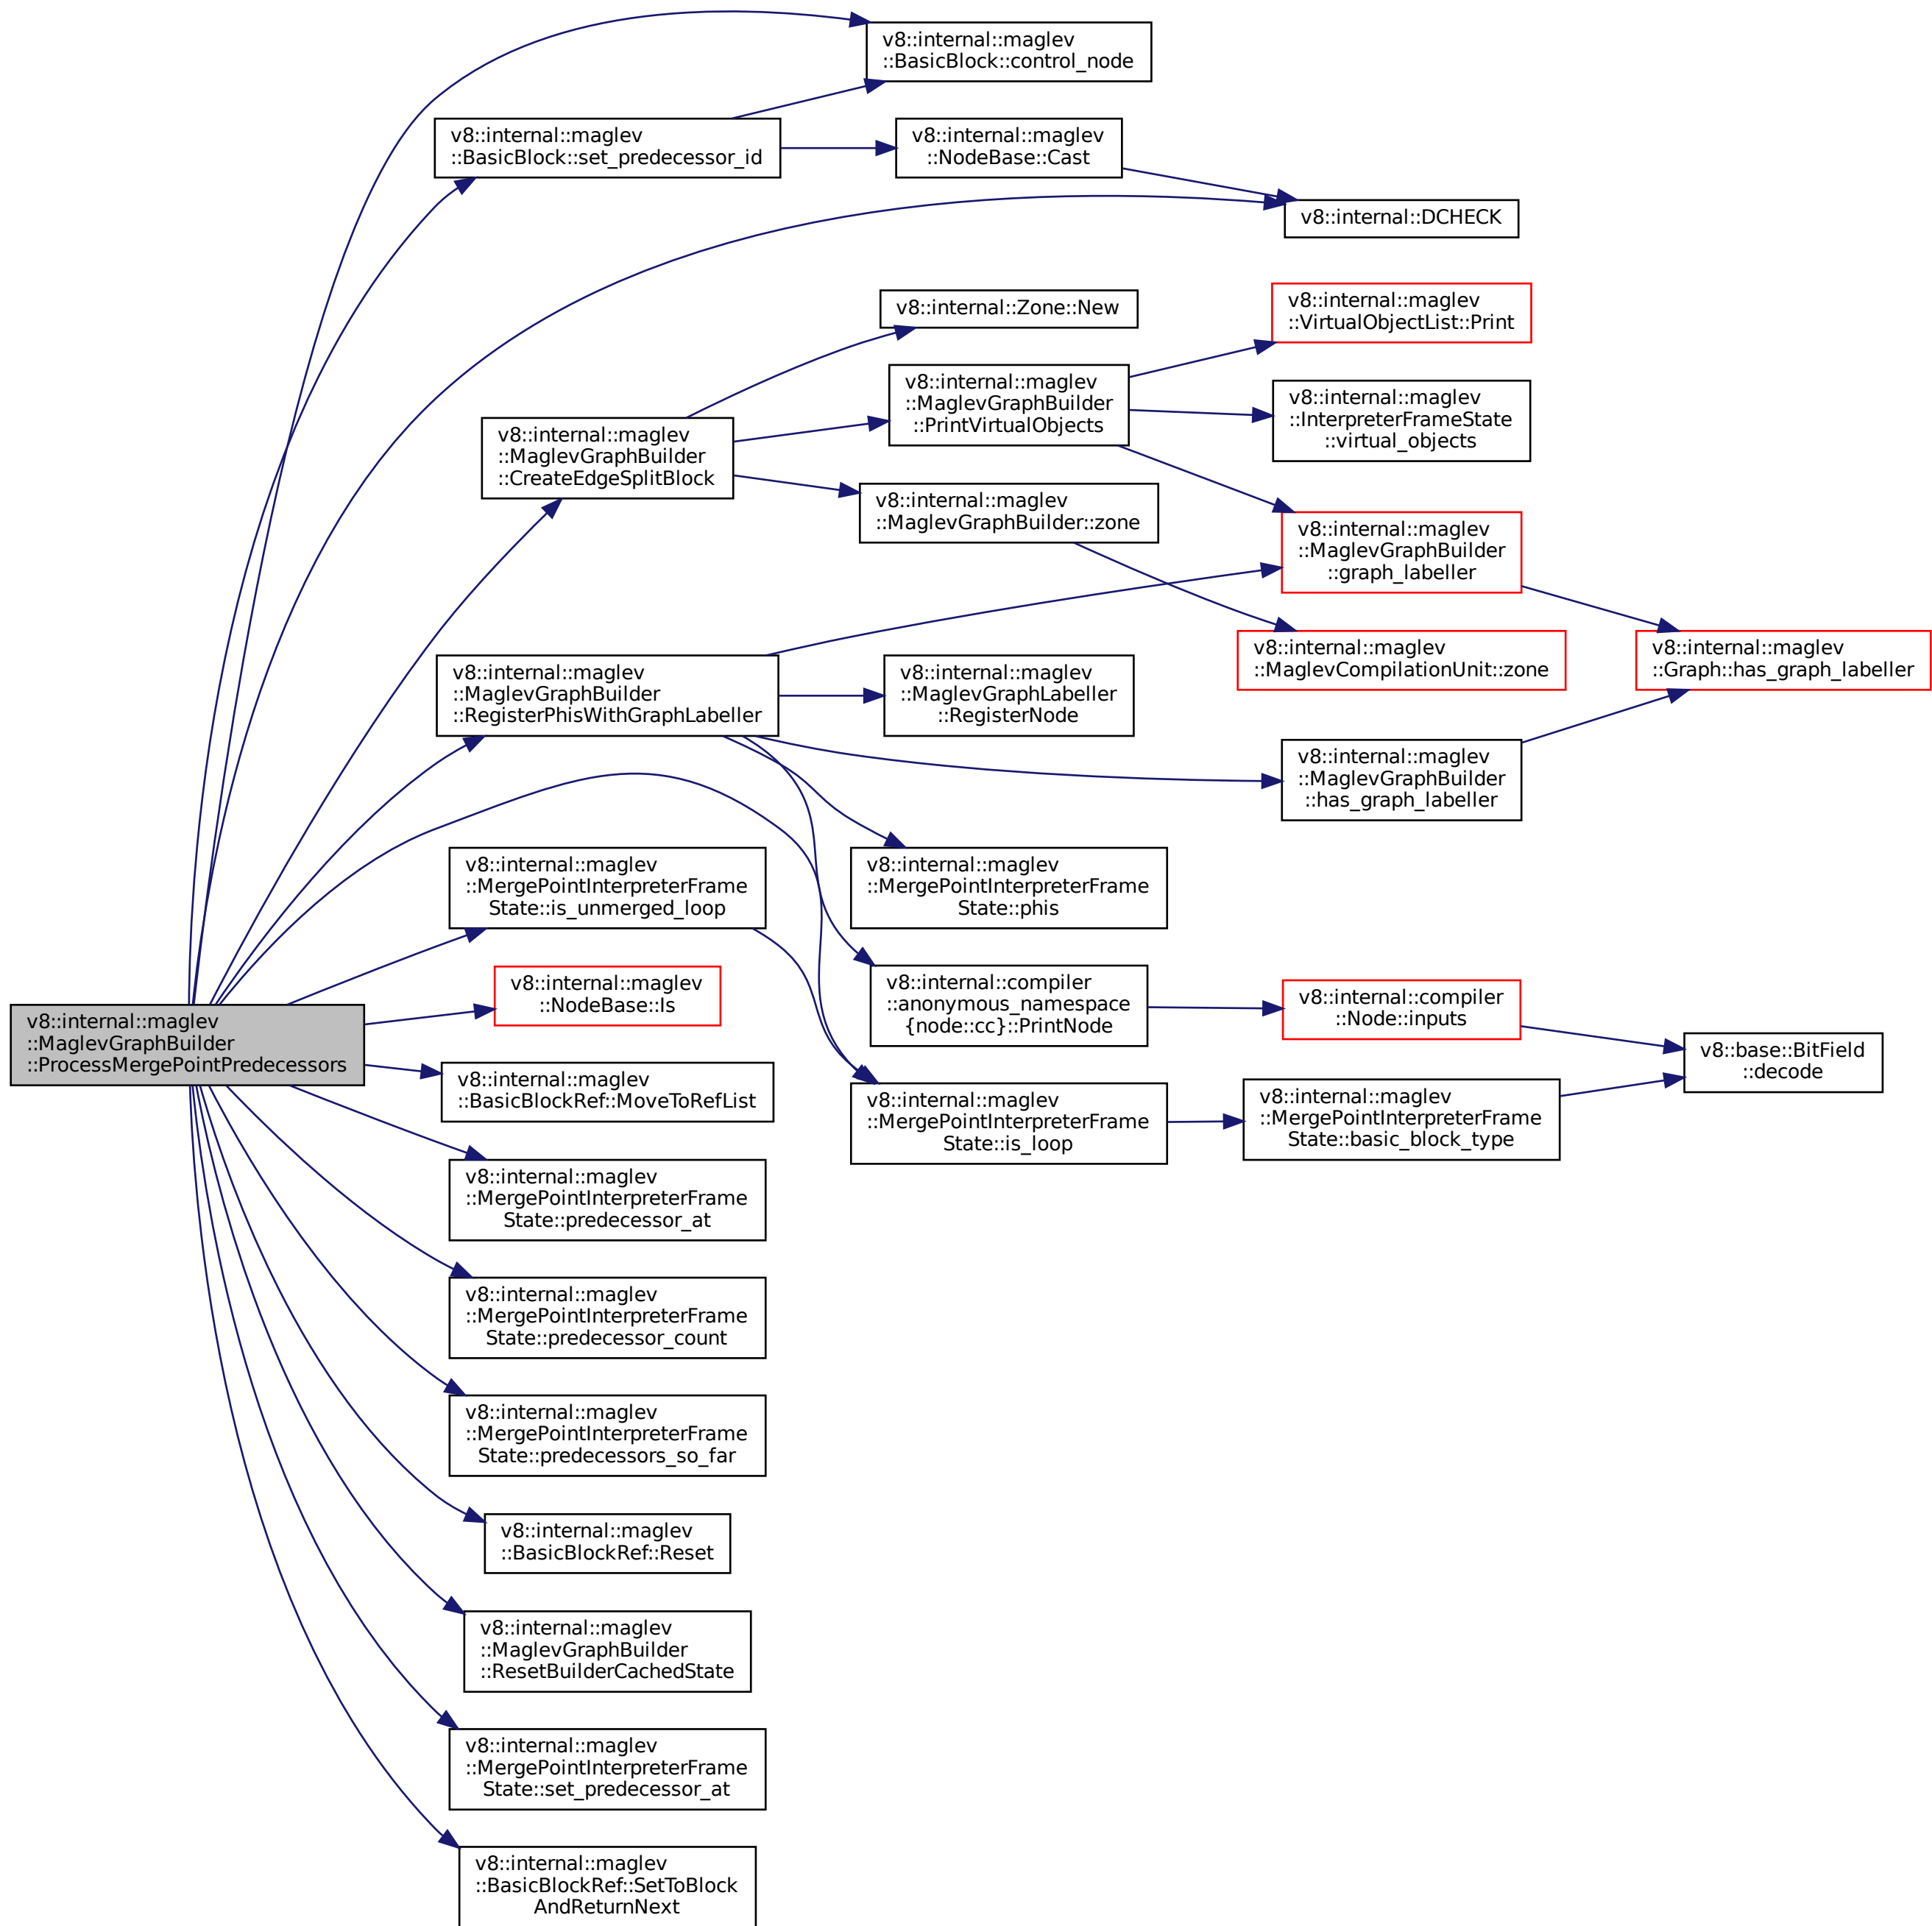 v8::internal::maglev
::MaglevGraphBuilder
::ProcessMergePointPredecessors
v8::internal::maglev
::BasicBlock::control_node
v8::internal::maglev
::BasicBlock::set_predecessor_id
v8::internal::maglev
::NodeBase::Cast
v8::internal::DCHECK
v8::internal::Zone::New
v8::internal::maglev
::VirtualObjectList::Print
v8::internal::maglev
::MaglevGraphBuilder
::PrintVirtualObjects
v8::internal::maglev
::InterpreterFrameState
::virtual_objects
v8::internal::maglev
::MaglevGraphBuilder
::CreateEdgeSplitBlock
v8::internal::maglev
::MaglevGraphBuilder::zone
v8::internal::maglev
::MaglevGraphBuilder
::graph_labeller
v8::internal::maglev
::MaglevCompilationUnit::zone
v8::internal::maglev
::Graph::has_graph_labeller
v8::internal::maglev
::MaglevGraphBuilder
::RegisterPhisWithGraphLabeller
v8::internal::maglev
::MaglevGraphLabeller
::RegisterNode
v8::internal::maglev
::MaglevGraphBuilder
::has_graph_labeller
v8::internal::maglev
::MergePointInterpreterFrame
State::phis
v8::internal::maglev
::MergePointInterpreterFrame
State::is_unmerged_loop
v8::internal::maglev
::NodeBase::Is
v8::internal::compiler
::anonymous_namespace
{node::cc}::PrintNode
v8::internal::compiler
::Node::inputs
v8::base::BitField
::decode
v8::internal::maglev
::BasicBlockRef::MoveToRefList
v8::internal::maglev
::MergePointInterpreterFrame
State::is_loop
v8::internal::maglev
::MergePointInterpreterFrame
State::basic_block_type
v8::internal::maglev
::MergePointInterpreterFrame
State::predecessor_at
v8::internal::maglev
::MergePointInterpreterFrame
State::predecessor_count
v8::internal::maglev
::MergePointInterpreterFrame
State::predecessors_so_far
v8::internal::maglev
::BasicBlockRef::Reset
v8::internal::maglev
::MaglevGraphBuilder
::ResetBuilderCachedState
v8::internal::maglev
::MergePointInterpreterFrame
State::set_predecessor_at
v8::internal::maglev
::BasicBlockRef::SetToBlock
AndReturnNext